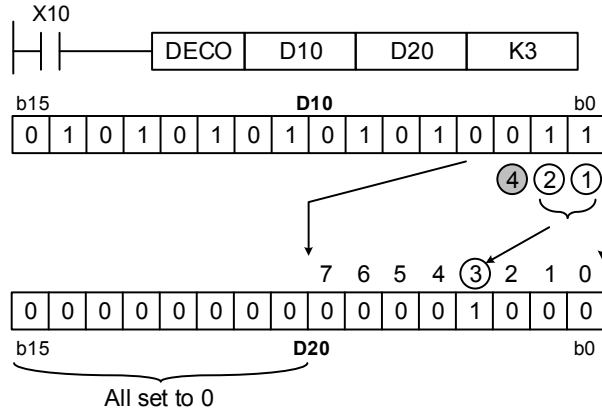 X10
DECO D10 D20 K3
b15 D10 b0
0 1 0 1 0 1 0 1 0 1 0 1 0 0 1 1
4 2 1
7 6 5 4 3 2 1 0
0 0 0 0 0 0 0 0 0 0 0 0 1 0 0 0
b15 D20 b0
All set to 0